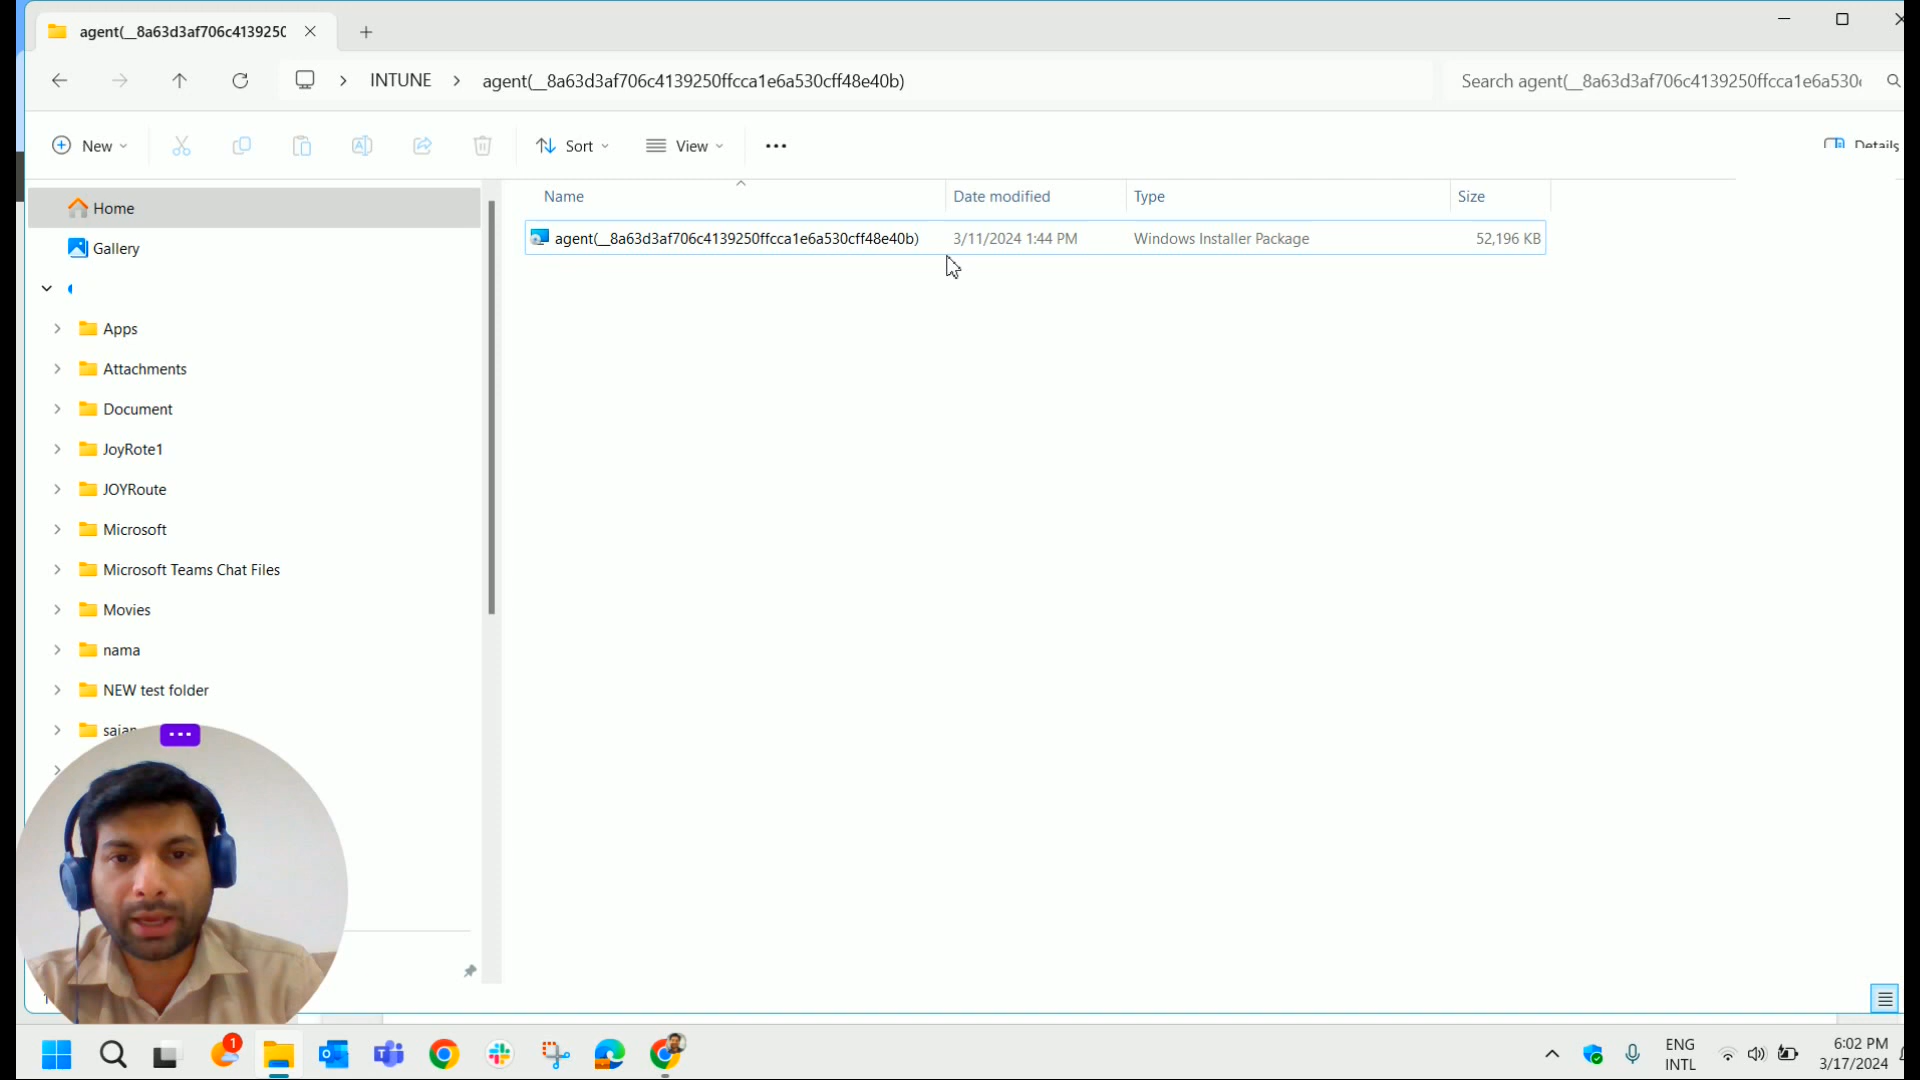 agent(__8a63d3af706c413925(
INTUNE
agent(__8a63d3af706c4139250ffcca1e6a530cff48e40b)
Search agent(__8a63d3af706c4139250ffcca1e6a530
New
Sort
View
Details
Name
Date modified
Type
Size
agent(__8a63d3af706c4139250ffcca1e6a530cff48e40b)
3/11/2024 1:44 PM
Windows Installer Package
52,196 KB
Home
Gallery
Apps
Attachments
Document
JoyRote1
JOYRoute
Microsoft
Microsoft Teams Chat Files
Movies
nama
NEW test folder
1
ENG
INTL
6:02 PM
3/17/2024